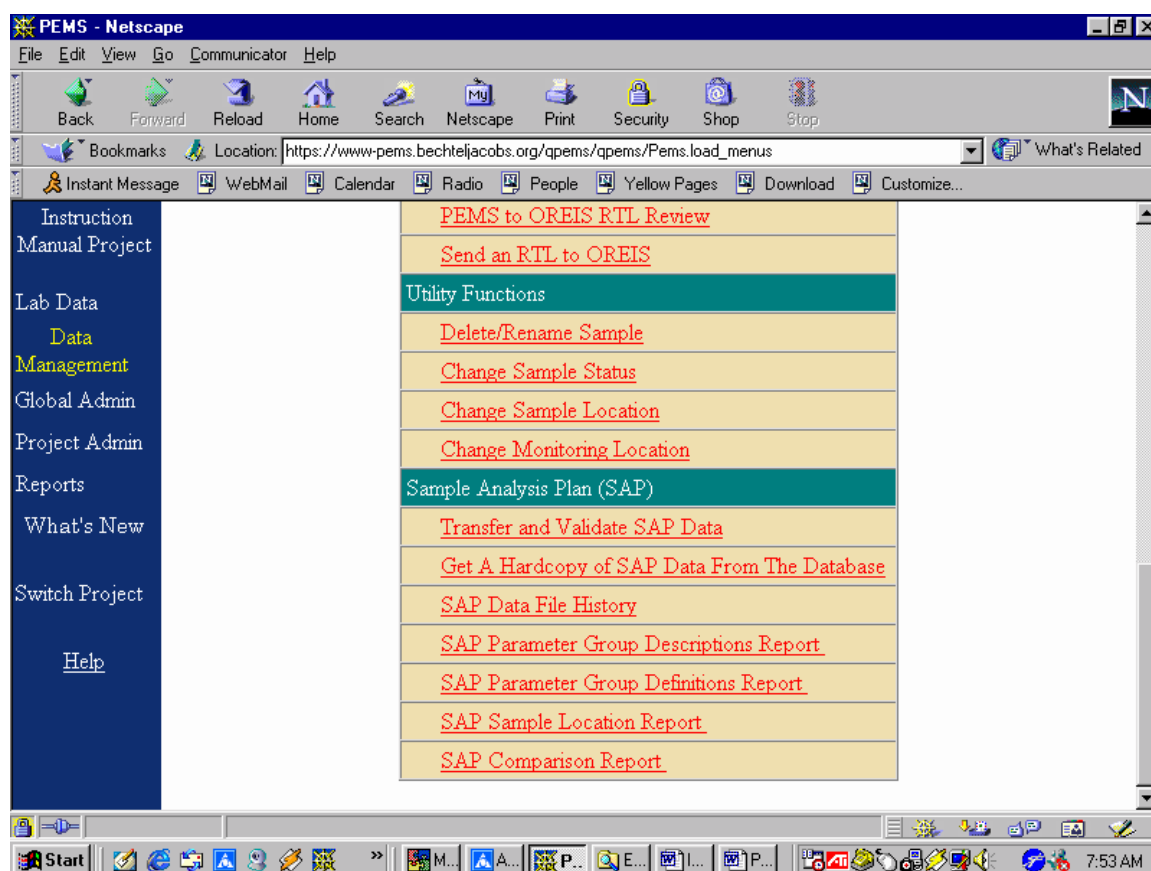 PEMS - Netscape
File Edit View Go Communicator Help
Back Forward Reload Home Search Netscape Print Security Shop Stop
My
N
Bookmarks Location: https://www-pems.bechteljacobs.org/qpems/qpems/Pems.load_menus What's Related
Instant Message WebMail Calendar Radio People Yellow Pages Download Customize...
Instruction
Manual Project
Lab Data
Data
Management
Global Admin
Project Admin
Reports
What's New
Switch Project
Help
PEMS to OREIS RTL Review
Send an RTL to OREIS
Utility Functions
Delete/Rename Sample
Change Sample Status
Change Sample Location
Change Monitoring Location
Sample Analysis Plan (SAP)
Transfer and Validate SAP Data
Get A Hardcopy of SAP Data From The Database
SAP Data File History
SAP Parameter Group Descriptions Report
SAP Parameter Group Definitions Report
SAP Sample Location Report
SAP Comparison Report
Start » M... A... P... E... I... P... 7:53 AM